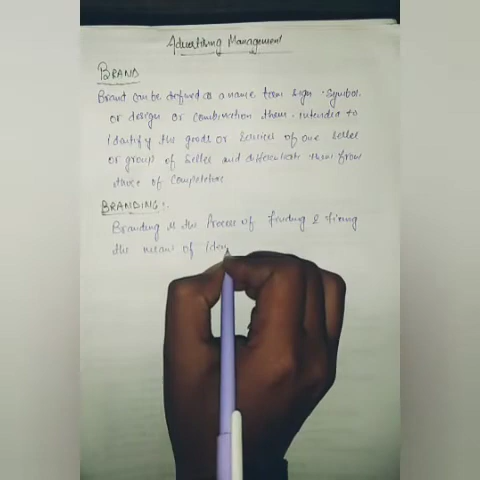 Advertising Management
BRAND
Brand can be defined as a name term sign symbol
or design or combination them intended to
identify the goods or services of one seller
or group of seller and differentiate them from
those of competitors
BRANDING:-
Branding is the Process of finding & fixing
the means of iden